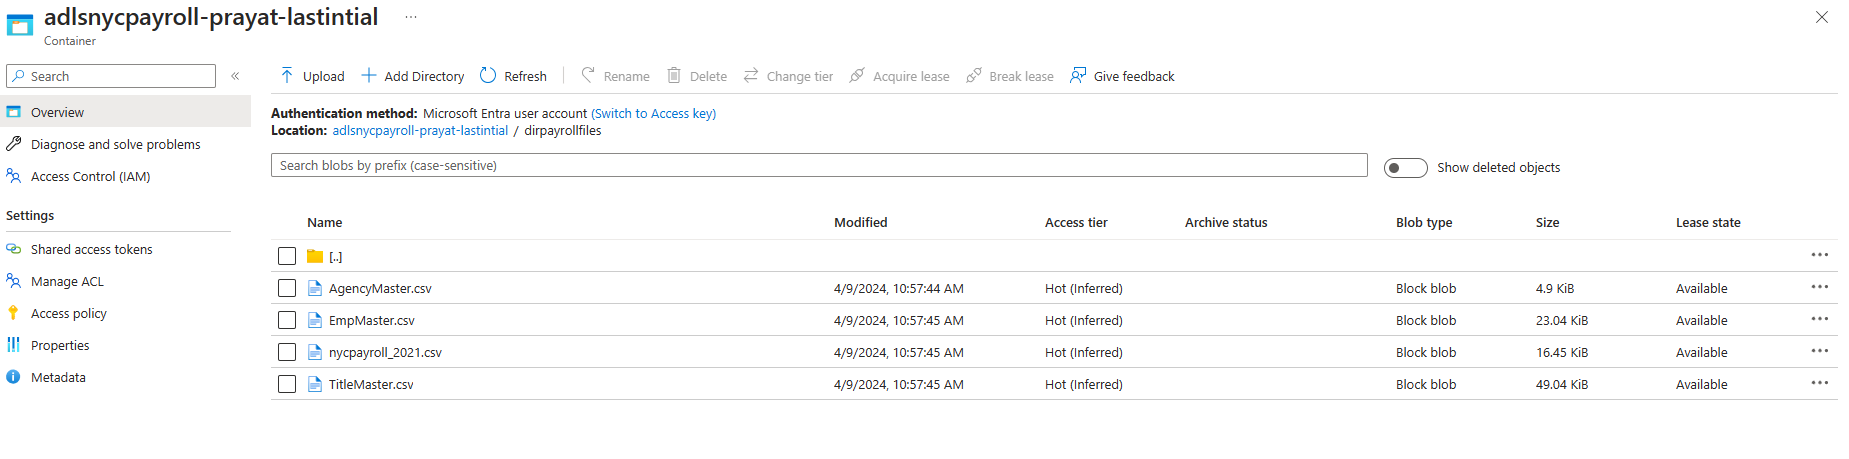 adlsnycpayroll-prayat-lastintial ...
Container
Search «
Overview
Diagnose and solve problems
Access Control (IAM)
Settings
Shared access tokens
Manage ACL
Access policy
Properties
Metadata
Upload Add Directory Refresh Rename Delete Change tier Acquire lease Break lease Give feedback
Authentication method: Microsoft Entra user account (Switch to Access key)
Location: adlsnycpayroll-prayat-lastintial / dirpayrollfiles
Search blobs by prefix (case-sensitive) Show deleted objects
Name Modified Access tier Archive status Blob type Size Lease state
[..] ...
AgencyMaster.csv 4/9/2024, 10:57:44 AM Hot (Inferred) Block blob 4.9 KiB Available ...
EmpMaster.csv 4/9/2024, 10:57:45 AM Hot (Inferred) Block blob 23.04 KiB Available ...
nycpayroll_2021.csv 4/9/2024, 10:57:45 AM Hot (Inferred) Block blob 16.45 KiB Available ...
TitleMaster.csv 4/9/2024, 10:57:45 AM Hot (Inferred) Block blob 49.04 KiB Available ...